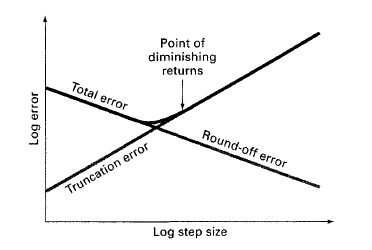 Point of
diminishing
returns
Total error
Log error
Truncation error
Round-off error
Log step size